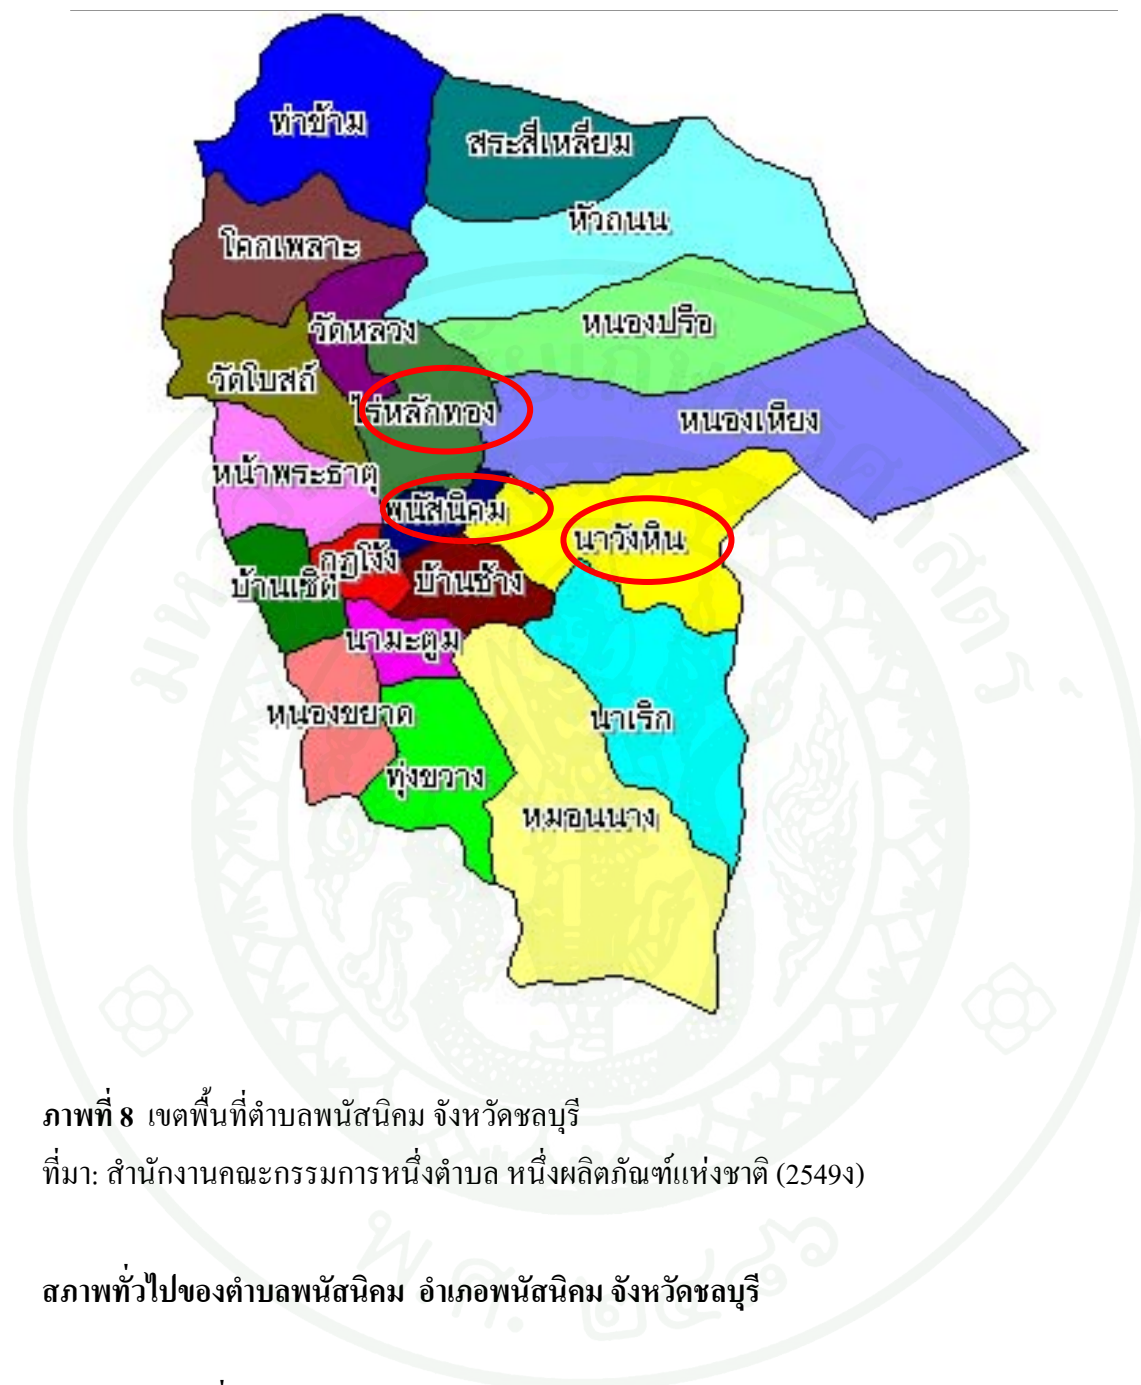 ท่าข้าม
สระสี่เหลี่ยม
หัวถนน
โคกเพลาะ
หนองปรือ
วัดหลวง
วัดโบสถ์
ไร่หลักทอง
หนองเหียง
หน้าพระธาตุ
พนัสนิคม
นาวังหิน
กุฎโง้ง
บ้านเซิด
บ้านช้าง
นามะตูม
หนองขยาด
นาเริก
ทุ่งขวาง
หมอนนาง
ภาพที่ 8 เขตพื้นที่ตำบลพนัสนิคม จังหวัดชลบุรี
ที่มา: สำนักงานคณะกรรมการหนึ่งตำบล หนึ่งผลิตภัณฑ์แห่งชาติ (2549ง)
สภาพทั่วไปของตำบลพนัสนิคม อำเภอพนัสนิคม จังหวัดชลบุรี
พ.ศ. ๒๔๘๖